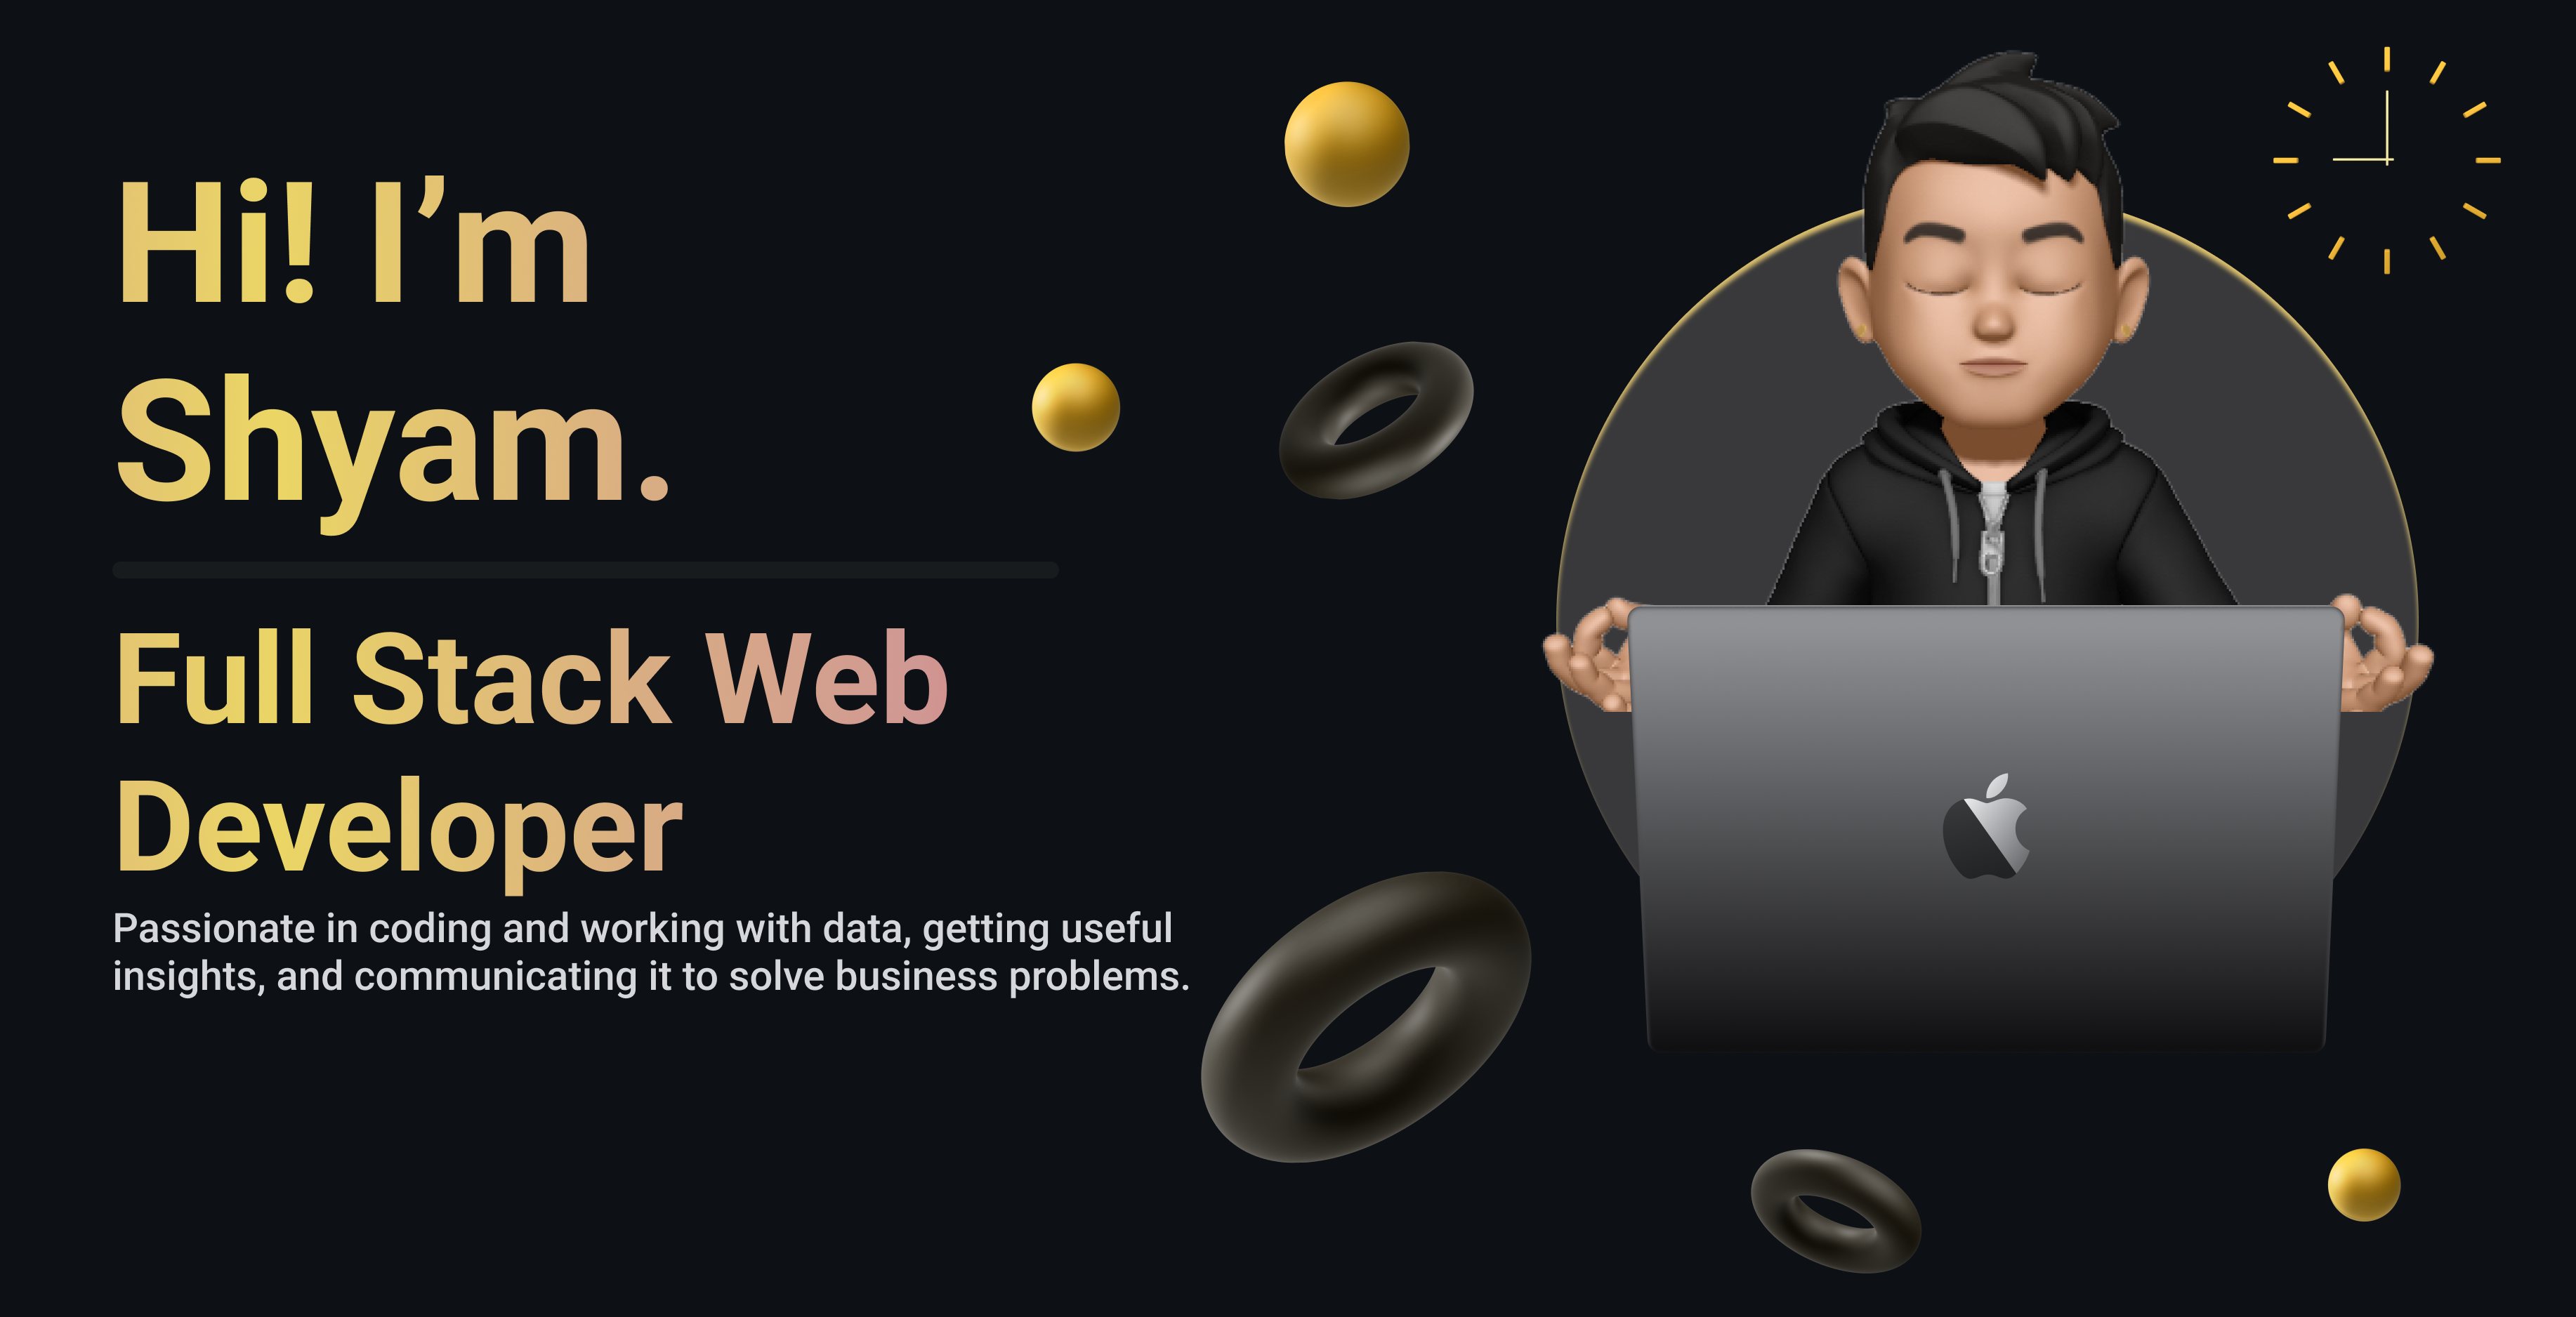 Hi! I’m
Shyam.
Full Stack Web
Developer
Passionate in coding and working with data, getting useful
insights, and communicating it to solve business problems.